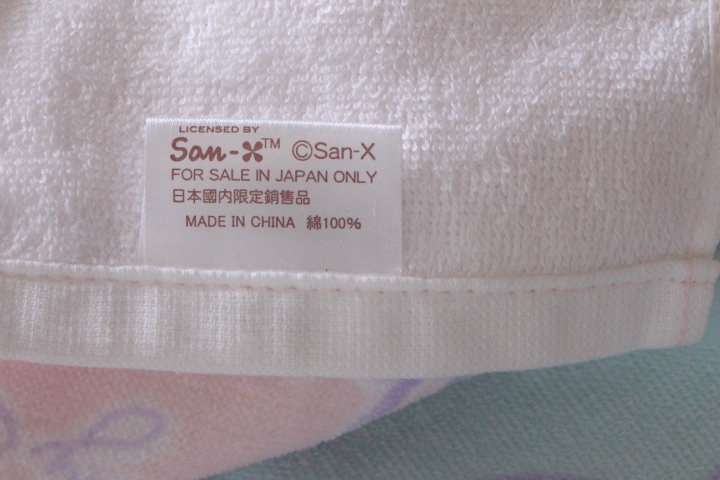 LICENSED BY
San-X™ ©San-X
FOR SALE IN JAPAN ONLY
日本國内限定銷售品
MADE IN CHINA 綿100%